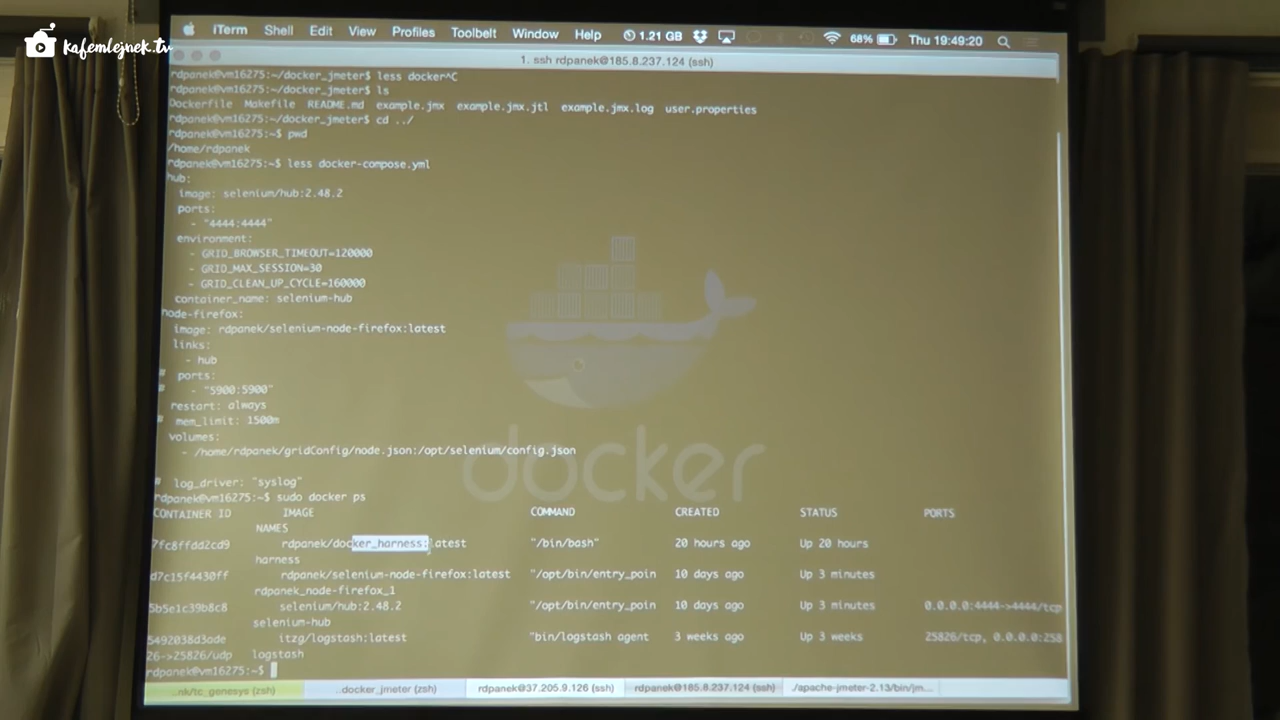 kafemlejnek.tv
iTerm Shell Edit View Profiles Toolbelt Window Help 1.21 GB 68% Thu 19:49:20
1. ssh rdpanek@185.8.237.124 (ssh)
rdpanek@vm16275:~/docker_jmeter$ less docker^C
rdpanek@vm16275:~/docker_jmeter$ ls
Dockerfile Makefile README.md example.jmx example.jmx.jtl example.jmx.log user.properties
rdpanek@vm16275:~/docker_jmeter$ cd ../
rdpanek@vm16275:~$ pwd
/home/rdpanek
rdpanek@vm16275:~$ less docker-compose.yml
hub:
image: selenium/hub:2.48.2
ports:
- "4444:4444"
environment:
- GRID_BROWSER_TIMEOUT=120000
- GRID_MAX_SESSION=30
- GRID_CLEAN_UP_CYCLE=160000
container_name: selenium-hub
node-firefox:
image: rdpanek/selenium-node-firefox:latest
links:
- hub
# ports:
# - "5900:5900"
restart: always
# mem_limit: 1500m
volumes:
- /home/rdpanek/gridConfig/node.json:/opt/selenium/config.json
docker
# log_driver: "syslog"
rdpanek@vm16275:~$ sudo docker ps
CONTAINER ID IMAGE COMMAND CREATED STATUS PORTS
NAMES
7fc8ffdd2cd9 rdpanek/docker_harness:latest "/bin/bash" 20 hours ago Up 20 hours
harness
d7c15f4430ff rdpanek/selenium-node-firefox:latest "/opt/bin/entry_poin 10 days ago Up 3 minutes
rdpanek_node-firefox_1
5b5e1c39b8c8 selenium/hub:2.48.2 "/opt/bin/entry_poin 10 days ago Up 3 minutes 0.0.0.0:4444->4444/tcp
selenium-hub
5492038d3ade itzg/logstash:latest "bin/logstash agent 3 weeks ago Up 3 weeks 25826/tcp, 0.0.0.0:258
26->25826/udp logstash
rdpanek@vm16275:~$
..nk/tc_genesys (zsh) ..docker_jmeter (zsh) rdpanek@37.205.9.126 (ssh) rdpanek@185.8.237.124 (ssh) ./apache-jmeter-2.13/bin/jm...